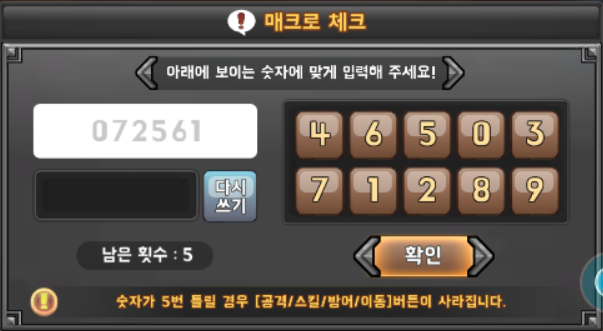 매크로 체크
아래에 보이는 숫자에 맞게 입력해 주세요!
072561
다시
쓰기
4 6 5 0 3
7 1 2 8 9
남은 횟수 : 5
확인
숫자가 5번 틀릴 경우 [공격/스킬/방어/이동]버튼이 사라집니다.